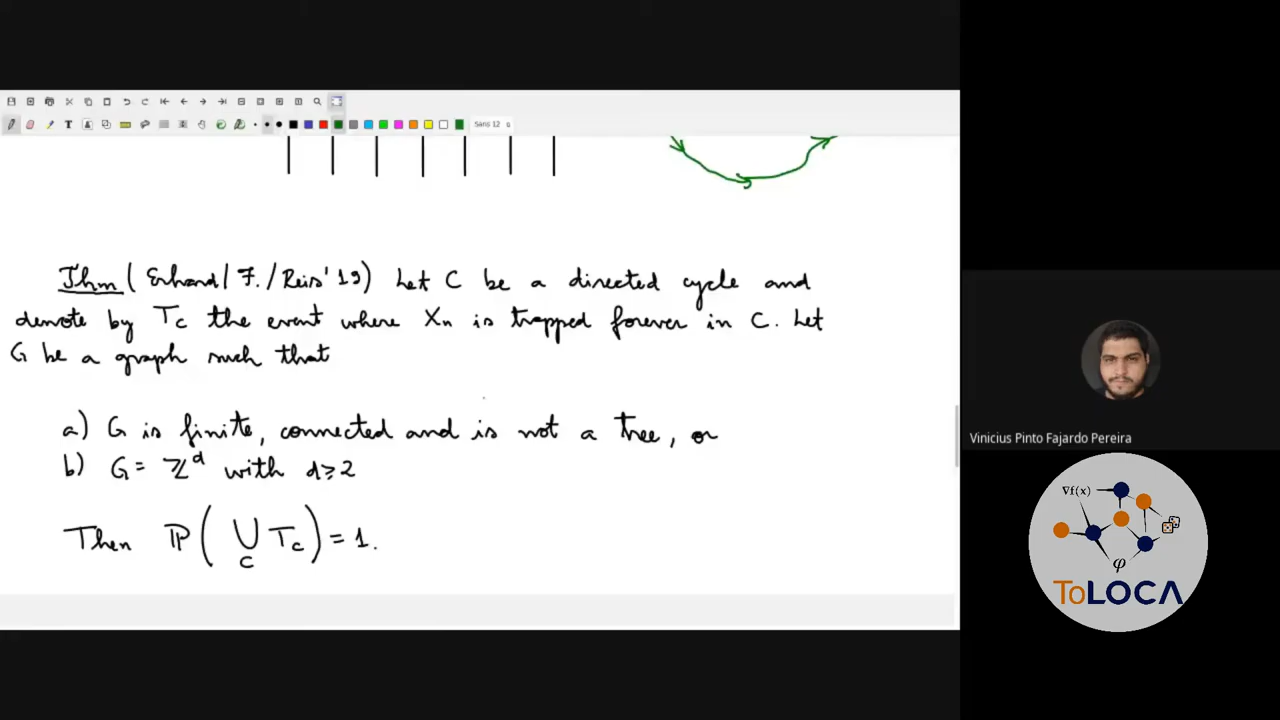 Sans 12
Thm (Erhard/F./Reis'19) Let C be a directed cycle and
denote by T_C the event where X_n is trapped forever in C. Let
G be a graph such that
a) G is finite, connected and is not a tree, or
b) G = ℤ^d with d ≥ 2
Then ℙ(⋃_C T_C) = 1.
Vinicius Pinto Fajardo Pereira
∇f(x)
φ
ToLOCA